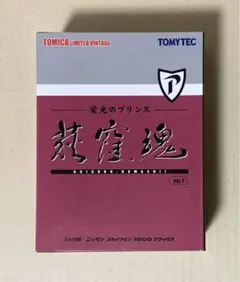 TOMICA LIMITED VINTAGE
TOMYTEC
P
栄光のプリンス
荻窪魂
OGIKUBO DAMASHII
VOL.1
ニッサン スカイライン 1500 デラックス